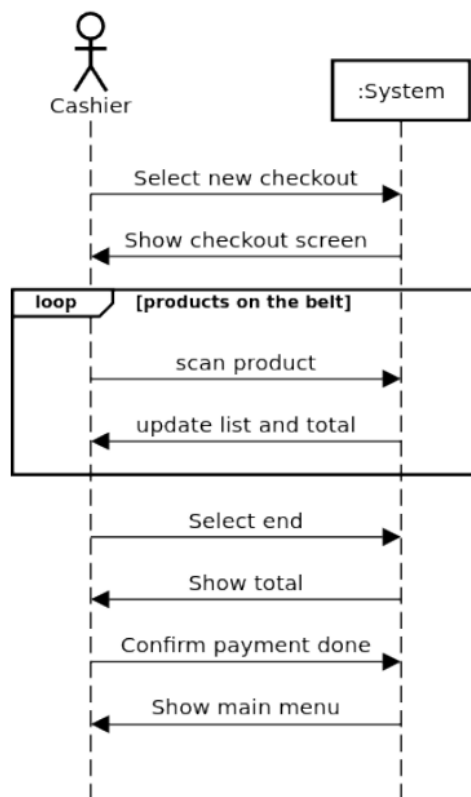 Cashier
:System
Select new checkout
Show checkout screen
loop [products on the belt]
scan product
update list and total
Select end
Show total
Confirm payment done
Show main menu